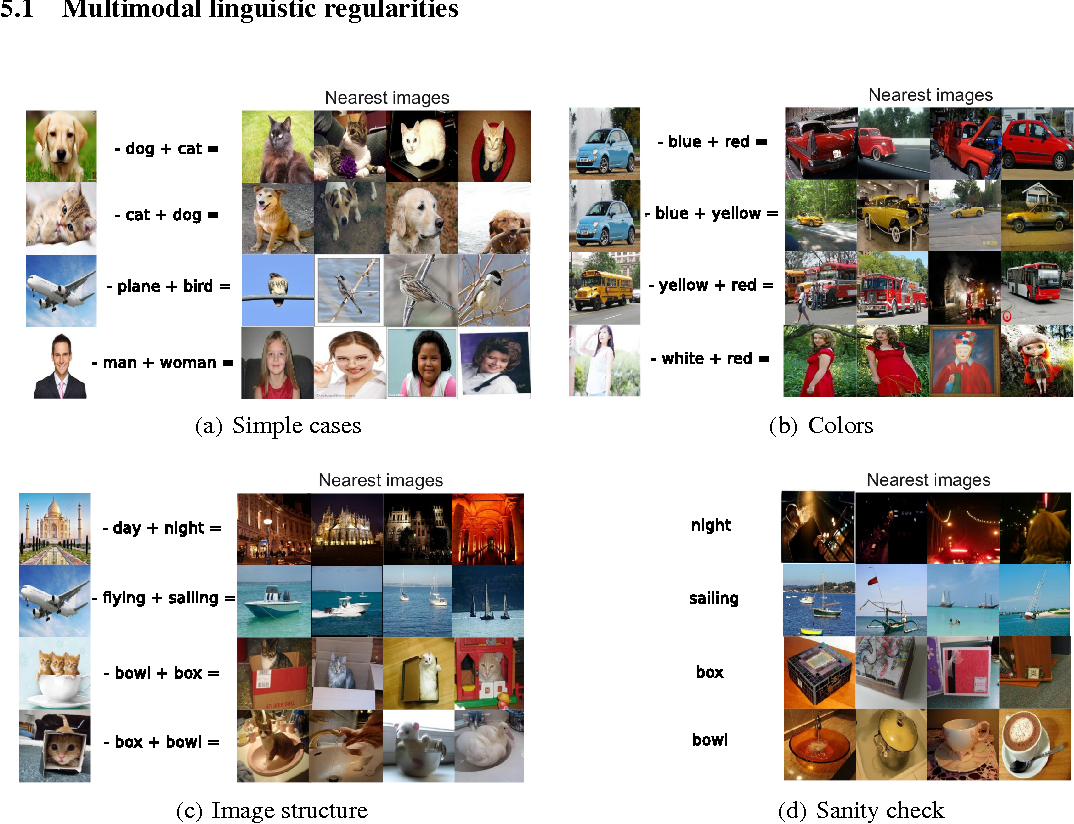 5.1 Multimodal linguistic regularities
Nearest images
- dog + cat =
- cat + dog =
- plane + bird =
- man + woman =
(a) Simple cases
Nearest images
- blue + red =
- blue + yellow =
- yellow + red =
- white + red =
(b) Colors
Nearest images
- day + night =
- flying + sailing =
- bowl + box =
- box + bowl =
(c) Image structure
Nearest images
night
sailing
box
bowl
(d) Sanity check